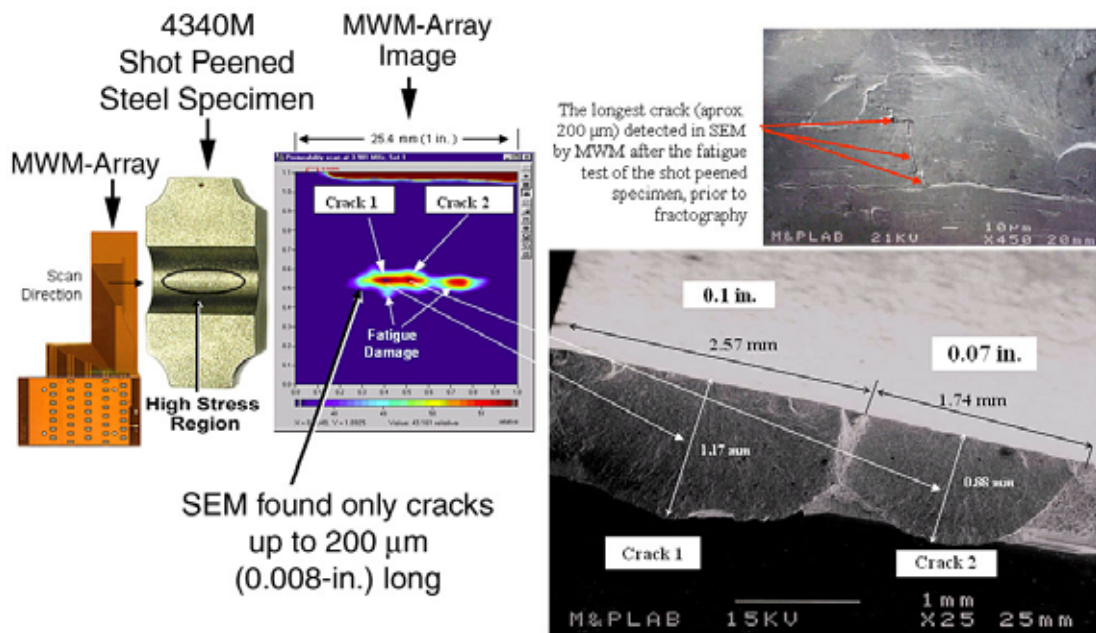 4340M
Shot Peened
Steel Specimen
MWM-Array
Image
MWM-Array
Scan
Direction
High Stress
Region
25.4 mm (1 in.)
Crack 1
Crack 2
Fatigue
Damage
SEM found only cracks
up to 200 μm
(0.008-in.) long
The longest crack (aprox.
200 μm) detected in SEM
by MWM after the fatigue
test of the shot peened
specimen, prior to
fractography
10μm
M&PLAB 21KV X450 20mm
0.1 in.
2.57 mm
0.07 in.
1.74 mm
1.17 mm
0.88 mm
Crack 1
Crack 2
1mm
M&PLAB 15KV X25 25mm